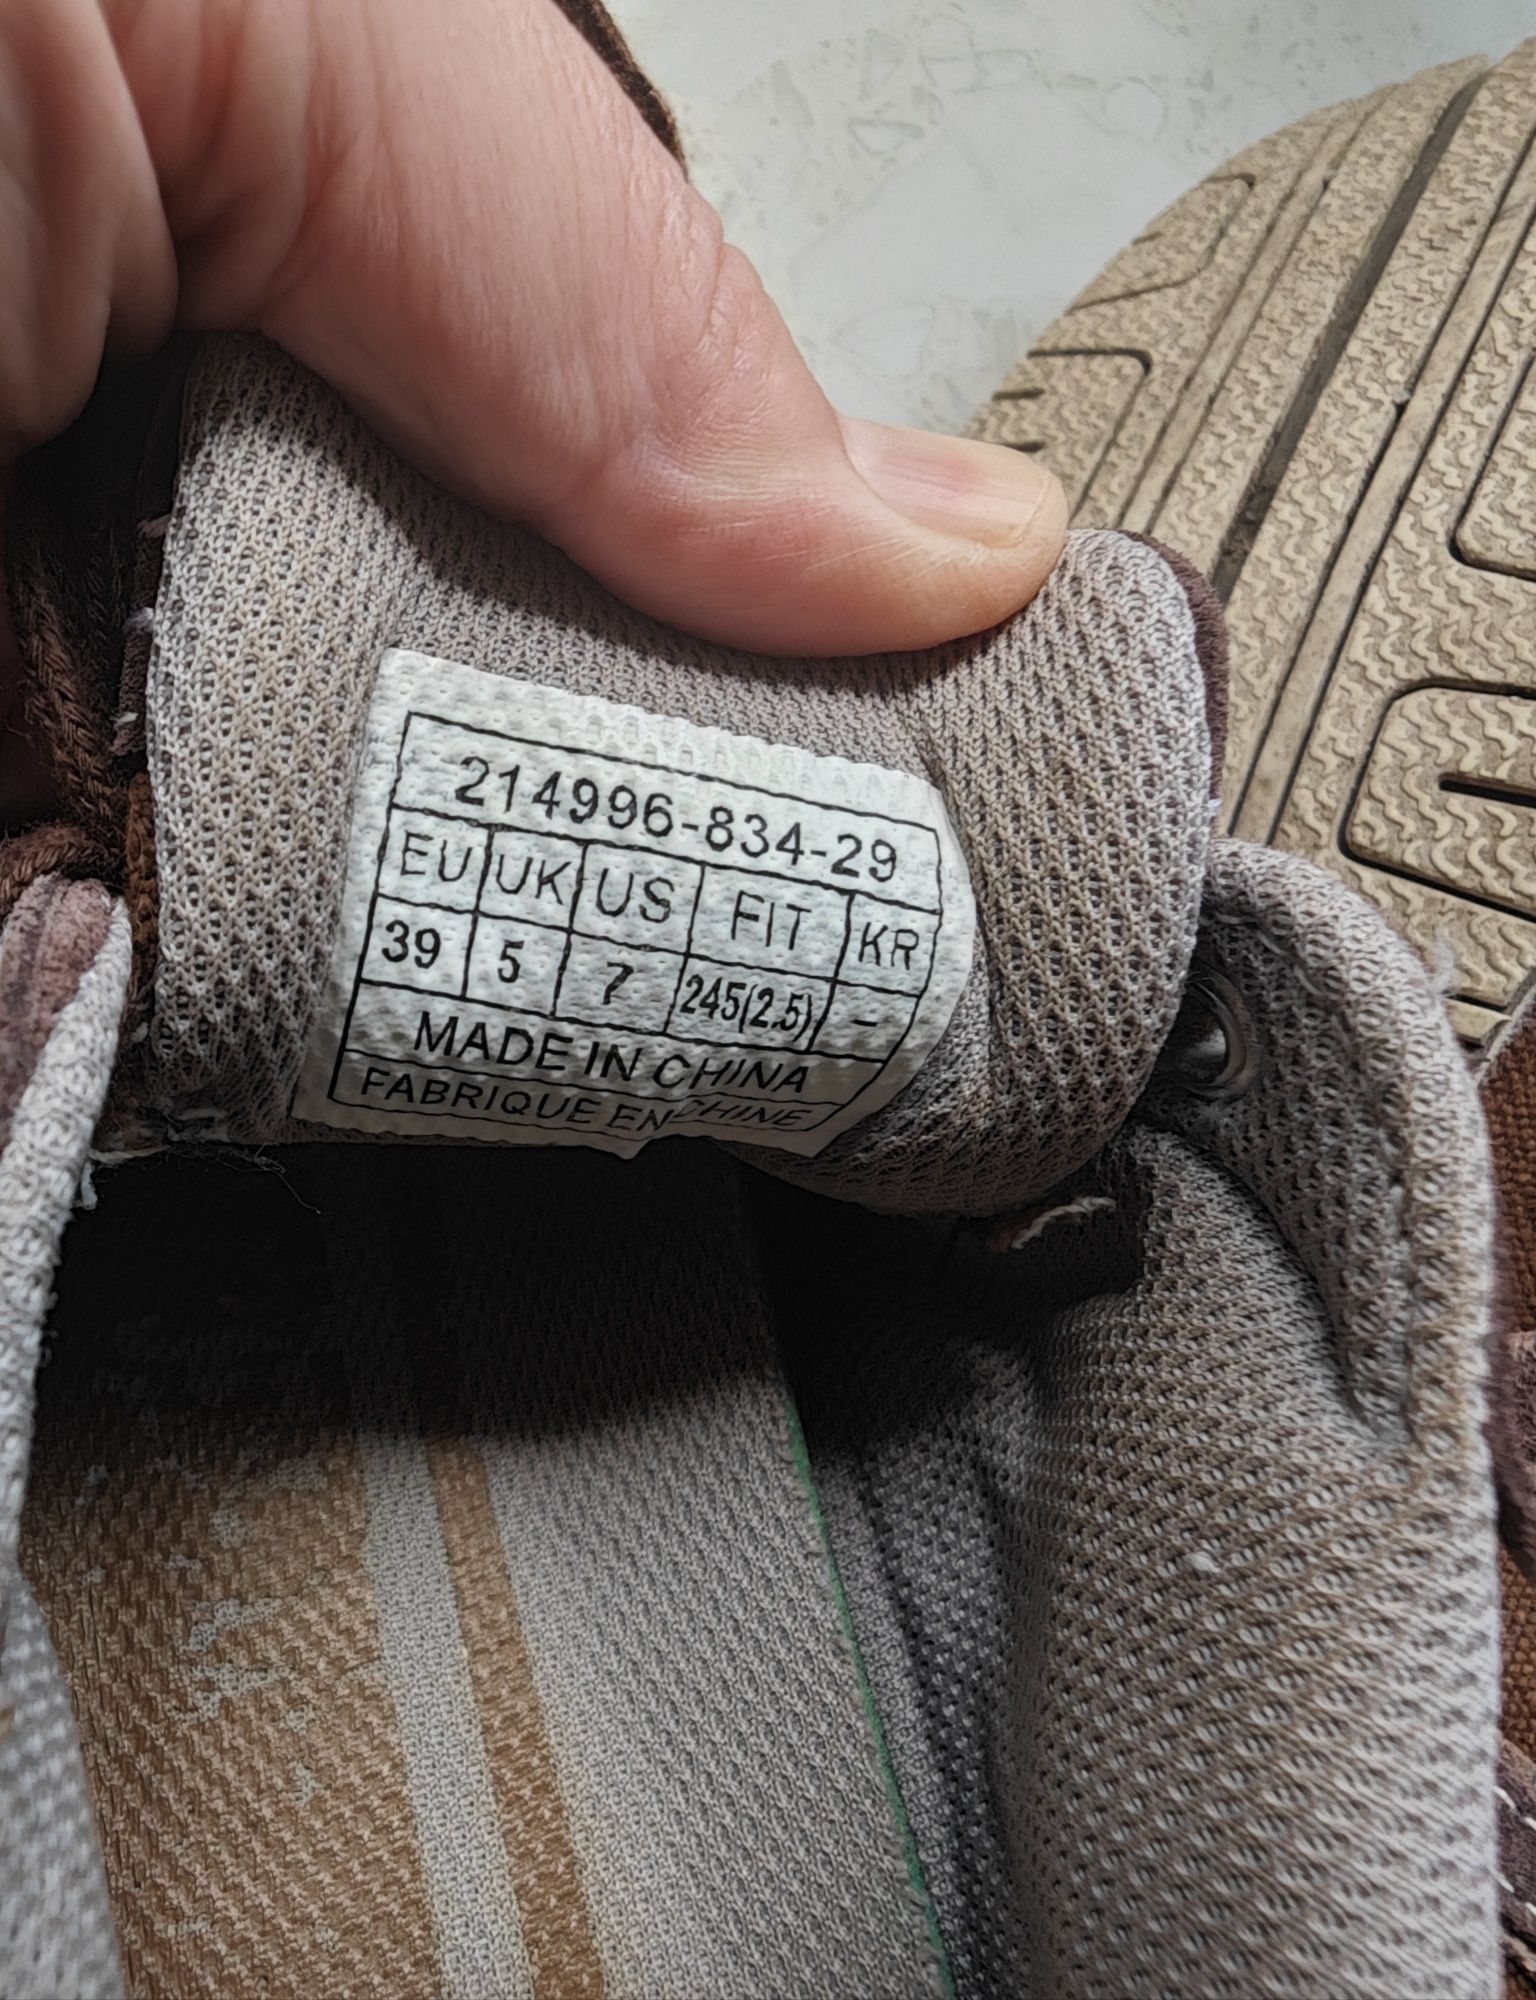 214996-834-29
EU UK US FIT KR
39 5 7 245(2.5) -
MADE IN CHINA
FABRIQUE EN CHINE